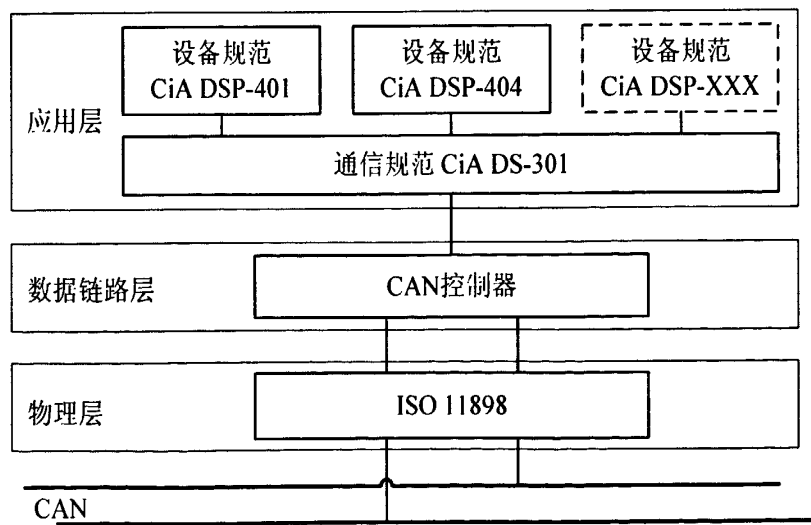 设备规范
CiA DSP-401
设备规范
CiA DSP-404
设备规范
CiA DSP-XXX
应用层
通信规范 CiA DS-301
数据链路层
CAN控制器
物理层
ISO 11898
CAN